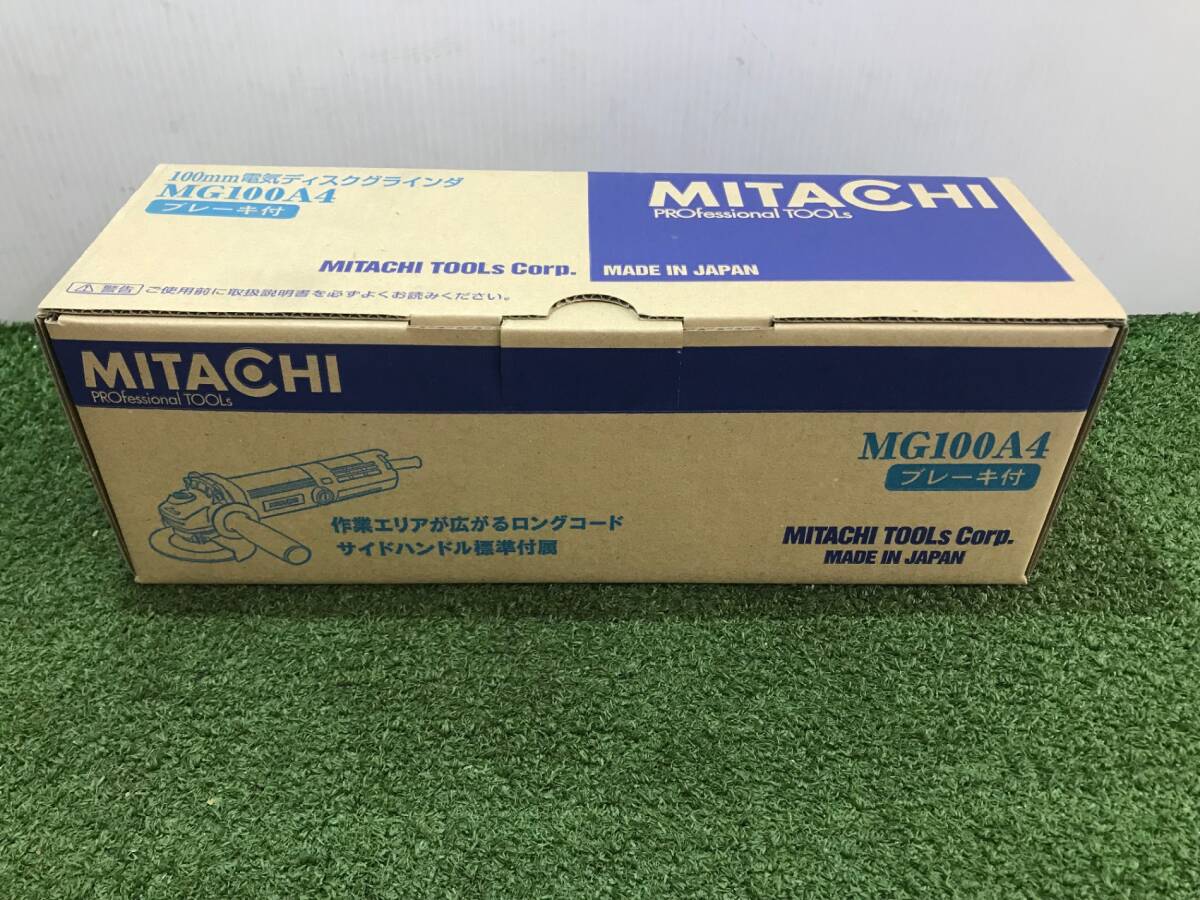 100mm電気ディスクグラインダ
MG100A4
ブレーキ付
MITACHI
PROfessional TOOLs
MITACHI TOOLs Corp.
MADE IN JAPAN
⚠警告 ご使用前に取扱説明書を必ずよくお読みください。
MITACHI
PROfessional TOOLs
MG100A4
ブレーキ付
作業エリアが広がるロングコード
サイドハンドル標準付属
MITACHI TOOLs Corp.
MADE IN JAPAN